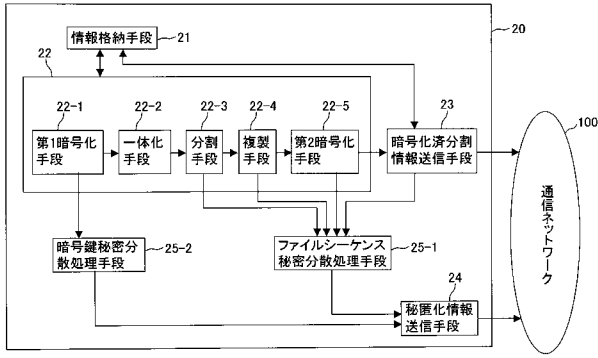 情報格納手段
21
20
22
22-1
22-2
22-3
22-4
22-5
23
100
第1暗号化
手段
一体化
手段
分割
手段
複製
手段
第2暗号化
手段
暗号化済分割
情報送信手段
通信ネットワーク
暗号鍵秘密分
散処理手段
25-2
ファイルシーケンス
秘密分散処理手段
25-1
24
秘匿化情報
送信手段